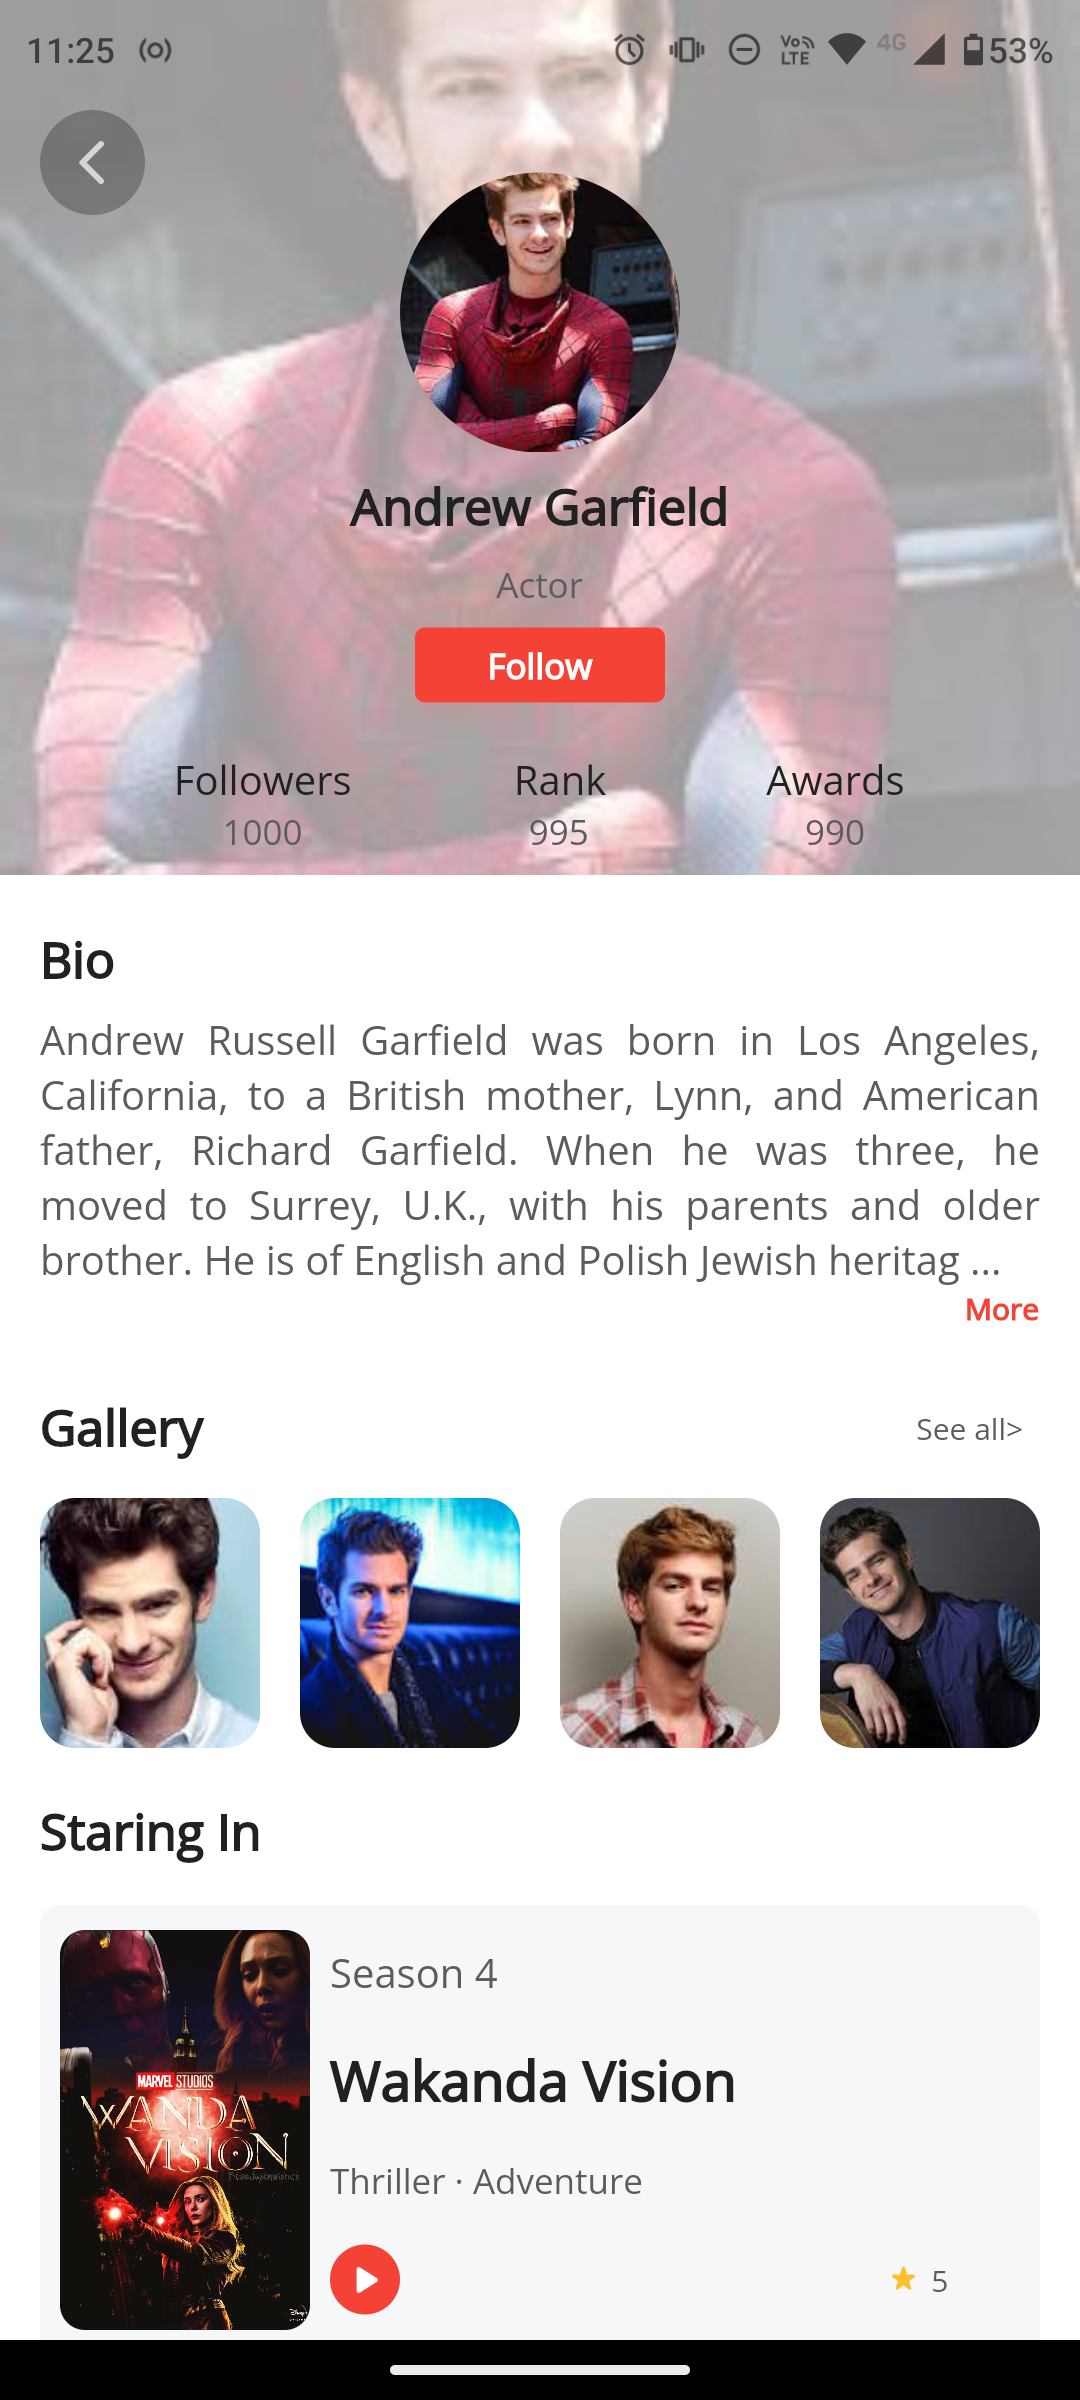 11:25
Vo LTE 4G 53%
Andrew Garfield
Actor
Follow
Followers Rank Awards
1000 995 990
Bio
Andrew Russell Garfield was born in Los Angeles,
California, to a British mother, Lynn, and American
father, Richard Garfield. When he was three, he
moved to Surrey, U.K., with his parents and older
brother. He is of English and Polish Jewish heritag ...
More
Gallery See all>
Staring In
Season 4
MARVEL STUDIOS
WANDA
VISION
Wakanda Vision
Thriller · Adventure
5